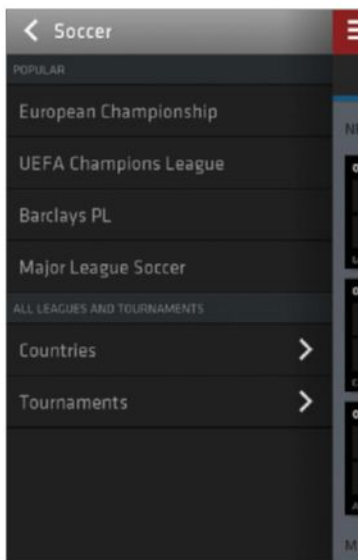 Soccer
POPULAR
European Championship
UEFA Champions League
Barclays PL
Major League Soccer
ALL LEAGUES AND TOURNAMENTS
Countries
Tournaments